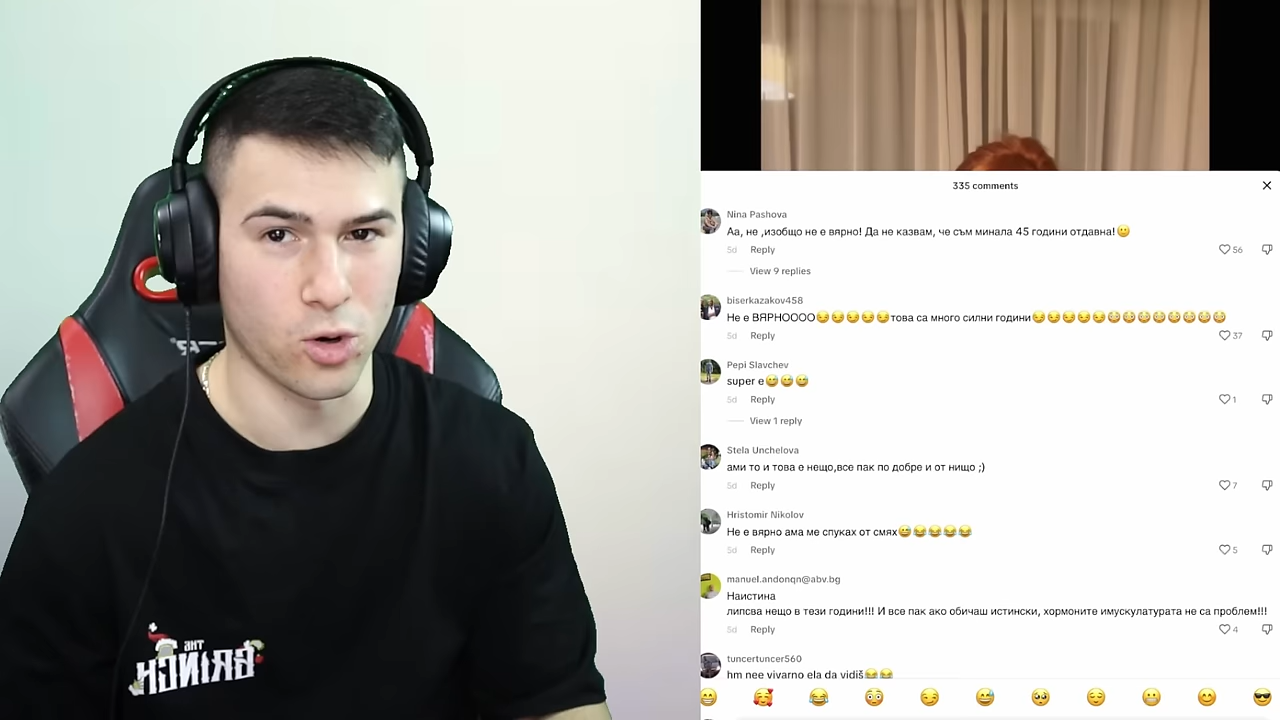 335 comments
Nina Pashova
Аа, не ,изобщо не е вярно! Да не казвам, че съм минала 45 години отдавна!🙂
5d Reply 56
View 9 replies
biserkazakov458
Не е ВЯРНОООО😏😏😏😏😏това са много силни години😏😏😏😏😏😳😳😳😳😳😳😳😳
5d Reply 37
Pepi Slavchev
super е😅😅😅
5d Reply 1
View 1 reply
Stela Unchelova
ами то и това е нещо,все пак по добре и от нищо ;)
5d Reply 7
Hristomir Nikolov
Не е вярно ама ме спуках от смях😅😂😂😂😂
5d Reply 5
manuel.andonqn@abv.bg
Наистина
липсва нещо в тези години!!! И все пак ако обичаш истински, хормоните имускулатурата не са проблем!!!
5d Reply 4
tuncertuncer560
hm nee vivarno ela da vidiš😂😂
THE
GRINCH